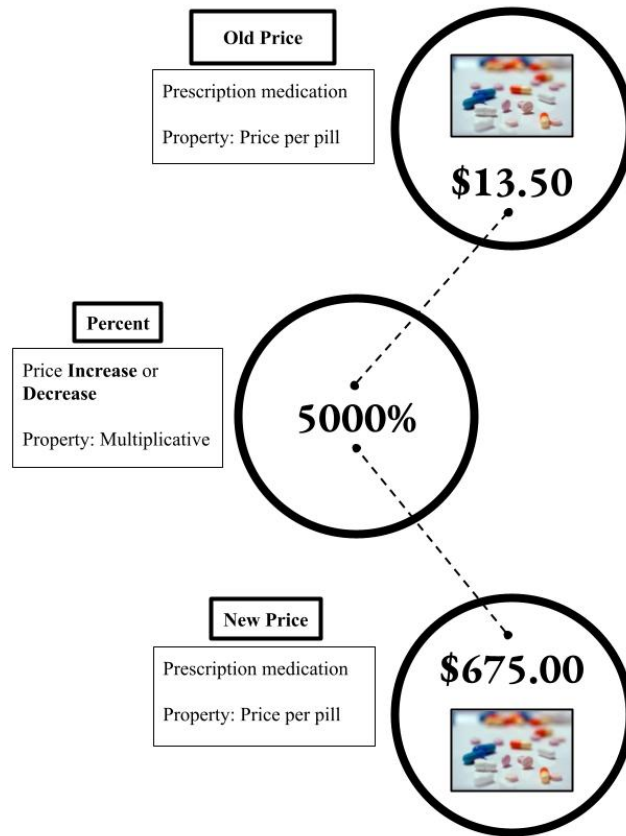 Old Price
Prescription medication
Property: Price per pill
$13.50
Percent
Price Increase or
Decrease
Property: Multiplicative
5000%
New Price
Prescription medication
Property: Price per pill
$675.00